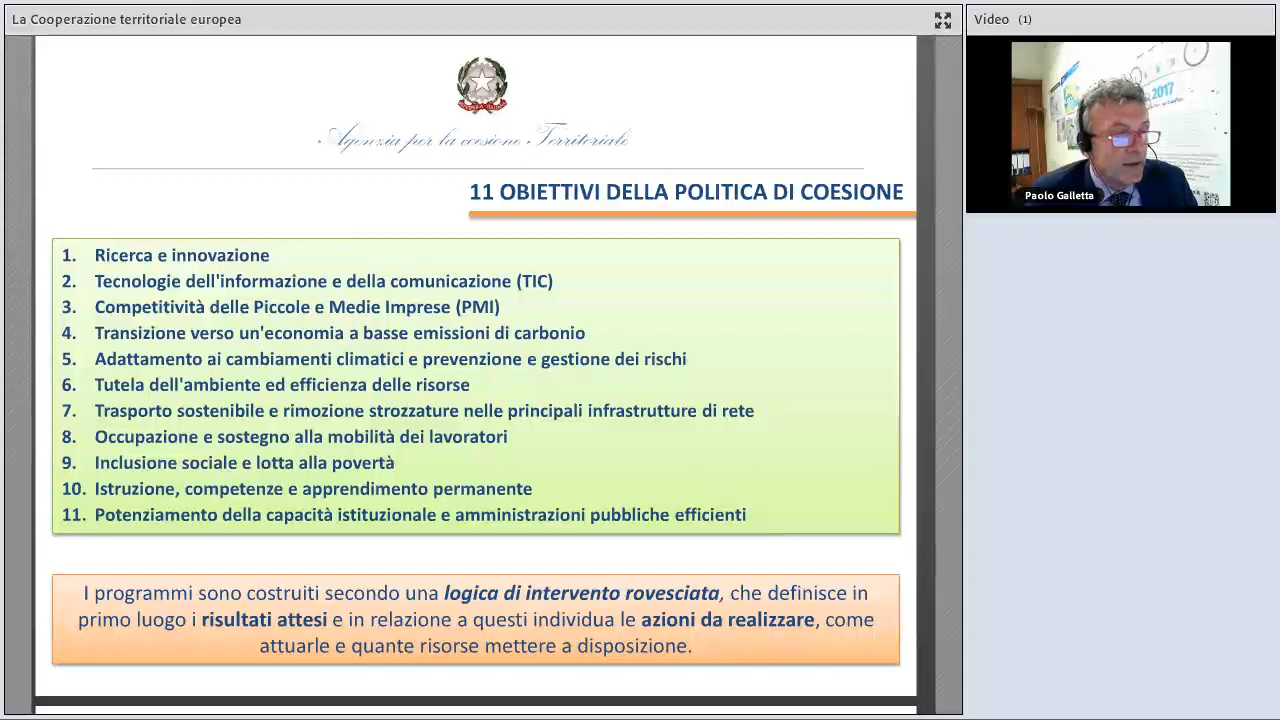 La Cooperazione territoriale europea
Video (1)
2017
Paolo Galletta
Agenzia per la coesione Territoriale
11 OBIETTIVI DELLA POLITICA DI COESIONE
1. Ricerca e innovazione
2. Tecnologie dell'informazione e della comunicazione (TIC)
3. Competitività delle Piccole e Medie Imprese (PMI)
4. Transizione verso un'economia a basse emissioni di carbonio
5. Adattamento ai cambiamenti climatici e prevenzione e gestione dei rischi
6. Tutela dell'ambiente ed efficienza delle risorse
7. Trasporto sostenibile e rimozione strozzature nelle principali infrastrutture di rete
8. Occupazione e sostegno alla mobilità dei lavoratori
9. Inclusione sociale e lotta alla povertà
10. Istruzione, competenze e apprendimento permanente
11. Potenziamento della capacità istituzionale e amministrazioni pubbliche efficienti
I programmi sono costruiti secondo una logica di intervento rovesciata, che definisce in
primo luogo i risultati attesi e in relazione a questi individua le azioni da realizzare, come
attuarle e quante risorse mettere a disposizione.